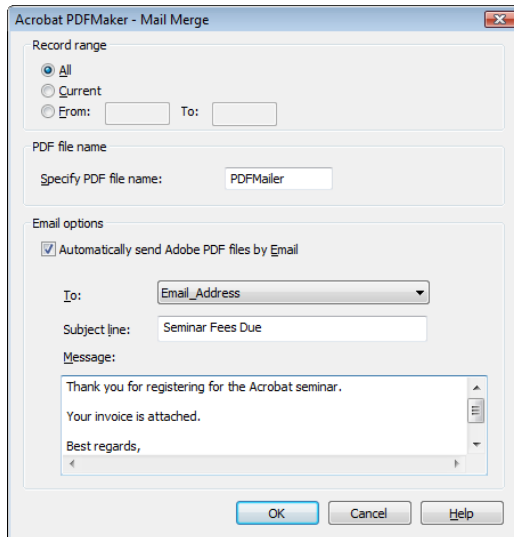 Acrobat PDFMaker - Mail Merge
Record range
All
Current
From: To:
PDF file name
Specify PDF file name: PDFMailer
Email options
Automatically send Adobe PDF files by Email
To: Email_Address
Subject line: Seminar Fees Due
Message:
Thank you for registering for the Acrobat seminar.
Your invoice is attached.
Best regards,
OK Cancel Help